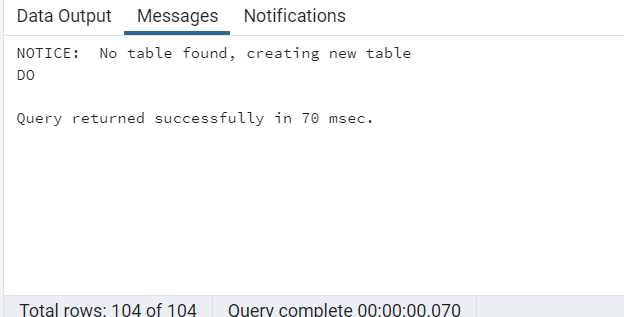 Data Output Messages Notifications
NOTICE:  No table found, creating new table
DO
Query returned successfully in 70 msec.
Total rows: 104 of 104 Query complete 00:00:00.070